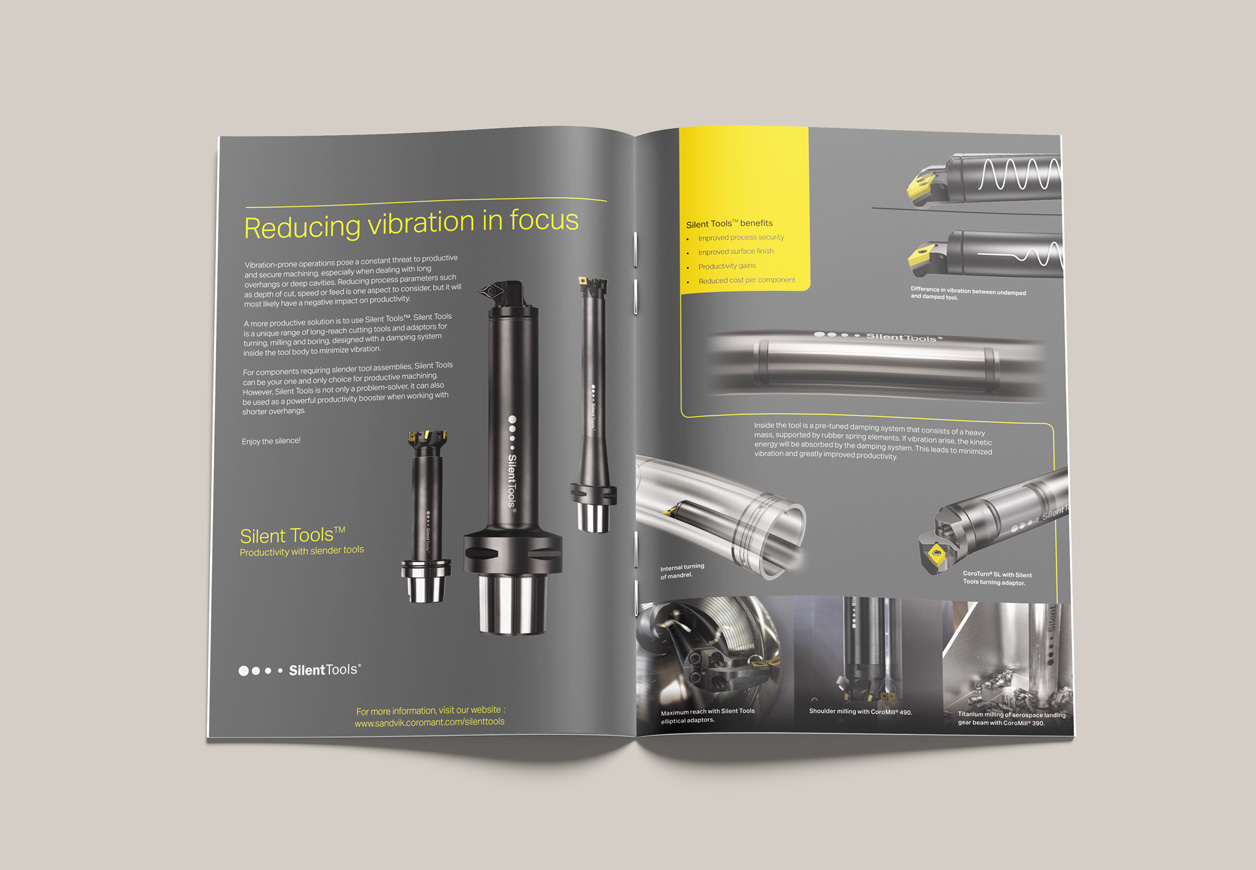 Reducing vibration in focus
Vibration-prone operations pose a constant threat to productive
and secure machining, especially when dealing with long
overhangs or deep cavities. Reducing process parameters such
as depth of cut, speed or feed is one aspect to consider, but it will
most likely have a negative impact on productivity.
A more productive solution is to use Silent Tools™. Silent Tools
is a unique range of long-reach cutting tools and adaptors for
turning, milling and boring, designed with a damping system
inside the tool body to minimize vibration.
For components requiring slender tool assemblies, Silent Tools
can be your one and only choice for productive machining.
However, Silent Tools is not only a problem-solver, it can also
be used as a powerful productivity booster when working with
shorter overhangs.
Enjoy the silence!
Silent Tools™
Productivity with slender tools
SilentTools®
SilentTools®
For more information, visit our website :
www.sandvik.coromant.com/silenttools
Silent Tools™ benefits
• Improved process security
• Improved surface finish
• Productivity gains
• Reduced cost per component
Difference in vibration between undamped
and damped tool.
SilentTools™
Inside the tool is a pre-tuned damping system that consists of a heavy
mass, supported by rubber spring elements. If vibration arise, the kinetic
energy will be absorbed by the damping system. This leads to minimized
vibration and greatly improved productivity.
Internal turning
of mandrel.
CoroTurn® SL with Silent
Tools turning adaptor.
Maximum reach with Silent Tools
elliptical adaptors.
Shoulder milling with CoroMill® 490.
Titanium milling of aerospace landing
gear beam with CoroMill® 390.